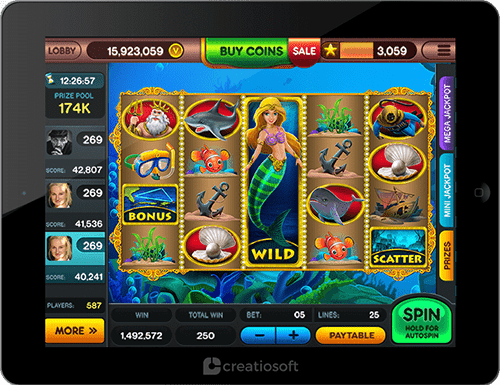 LOBBY
15,923,059
V
BUY COINS
SALE
3,059
12:26:57
PRIZE POOL
174K
269
SCORE:
42,807
269
SCORE:
41,536
269
SCORE:
40,241
PLAYERS:
587
MORE »
BONUS
WILD
SCATTER
MEGA JACKPOT
MINI JACKPOT
PRIZES
WIN
1,492,572
TOTAL WIN
250
BET:
05
LINES:
25
PAYTABLE
SPIN
HOLD FOR
AUTOSPIN
creatiosoft